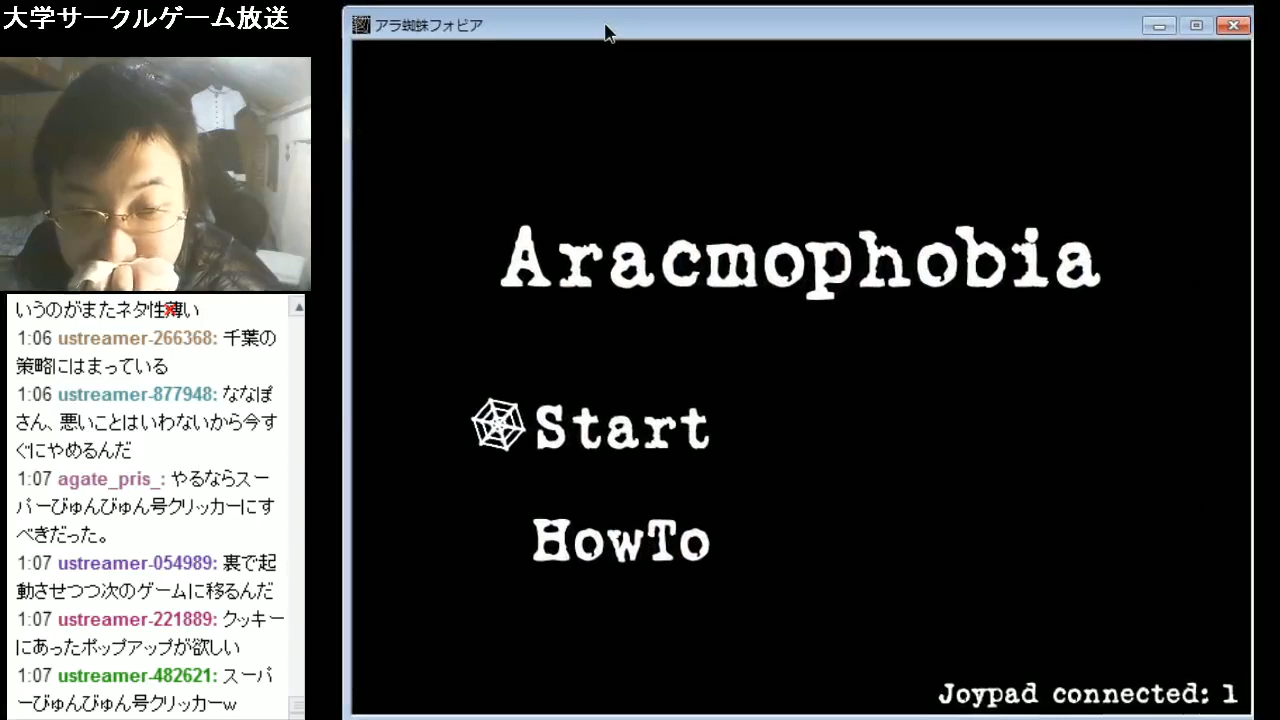 大学サークルゲーム放送
アラ蜘蛛フォビア
Aracmophobia
Start
HowTo
Joypad connected: 1
いうのがまたネタ性薄い
1:06 ustreamer-266368: 千葉の
策略にはまっている
1:06 ustreamer-877948: ななぽ
さん、悪いことはいわないから今す
ぐにやめるんだ
1:07 agate_pris_: やるならスー
パーびゅんびゅん号クリッカーにす
べきだった。
1:07 ustreamer-054989: 裏で起
動させつつ次のゲームに移るんだ
1:07 ustreamer-221889: クッキー
にあったポップアップが欲しい
1:07 ustreamer-482621: スーパ
ーびゅんびゅん号クリッカーw